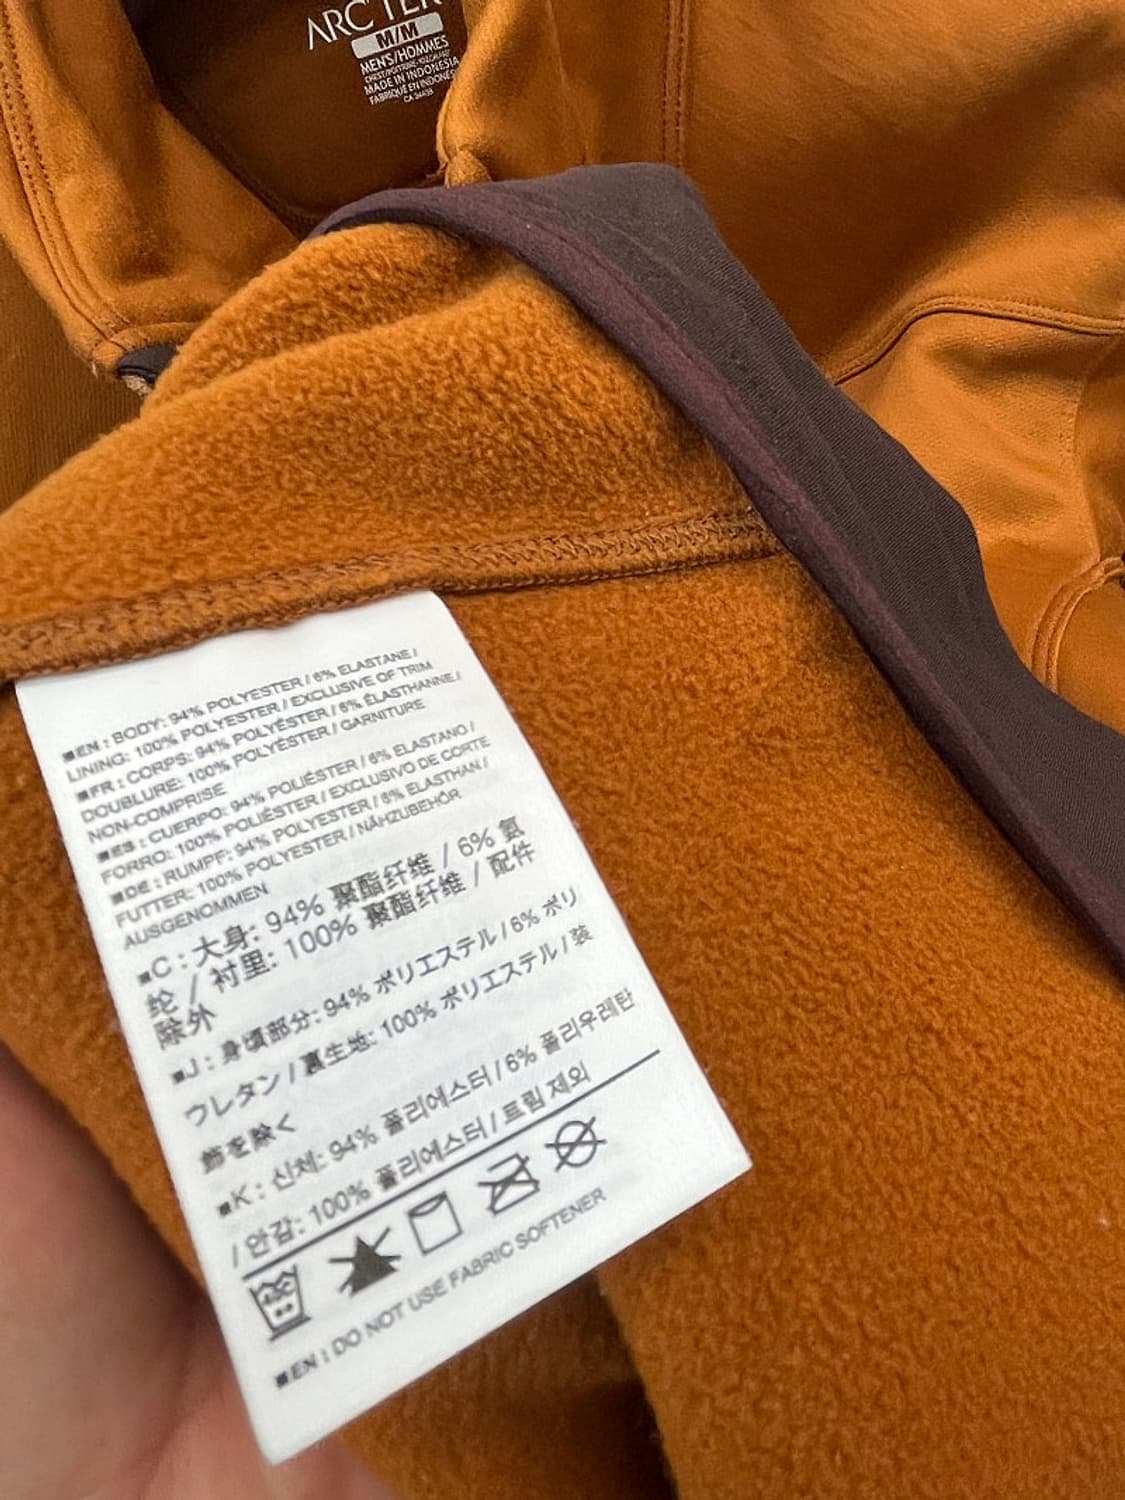 ARC'TER
M/M
MEN'S/HOMMES
MADE IN INDONESIA
FABRIQUÉ EN INDONÉS
■EN : BODY: 94% POLYESTER / 6% ELASTANE /
LINING: 100% POLYESTER / EXCLUSIVE OF TRIM
■FR : CORPS: 94% POLYÉSTER / 6% ÉLASTHANNE /
DOUBLURE: 100% POLYÉSTER / GARNITURE
NON-COMPRISE
■ES : CUERPO: 94% POLIÉSTER / 6% ELASTANO /
FORRO: 100% POLIÉSTER / EXCLUSIVO DE CORTE
■DE : RUMPF: 94% POLYESTER / 6% ELASTHAN /
FUTTER: 100% POLYESTER / NÄHZUBEHÖR
AUSGENOMMEN
■C : 大身: 94% 聚酯纤维 / 6% 氨
纶 / 衬里: 100% 聚酯纤维 / 配件
除外
■J : 身頃部分: 94% ポリエステル / 6% ポリ
ウレタン / 裏生地: 100% ポリエステル / 装
飾を除く
■K : 신체: 94% 폴리에스터 / 6% 폴리우레탄
/ 안감: 100% 폴리에스터 / 트림 제외
■EN : DO NOT USE FABRIC SOFTENER